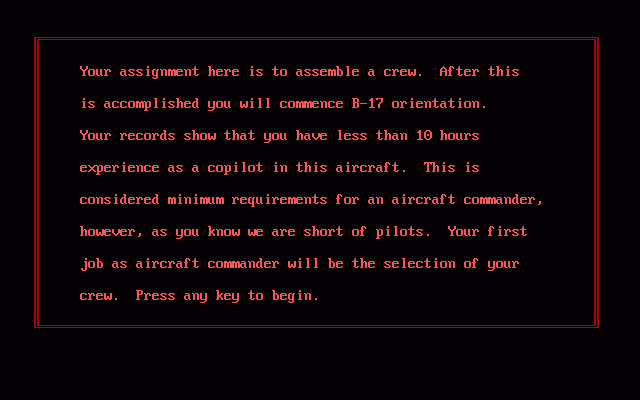 Your assignment here is to assemble a crew.  After this
is accomplished you will commence B-17 orientation.
Your records show that you have less than 10 hours
experience as a copilot in this aircraft.  This is
considered minimum requirements for an aircraft commander,
however, as you know we are short of pilots.  Your first
job as aircraft commander will be the selection of your
crew.  Press any key to begin.